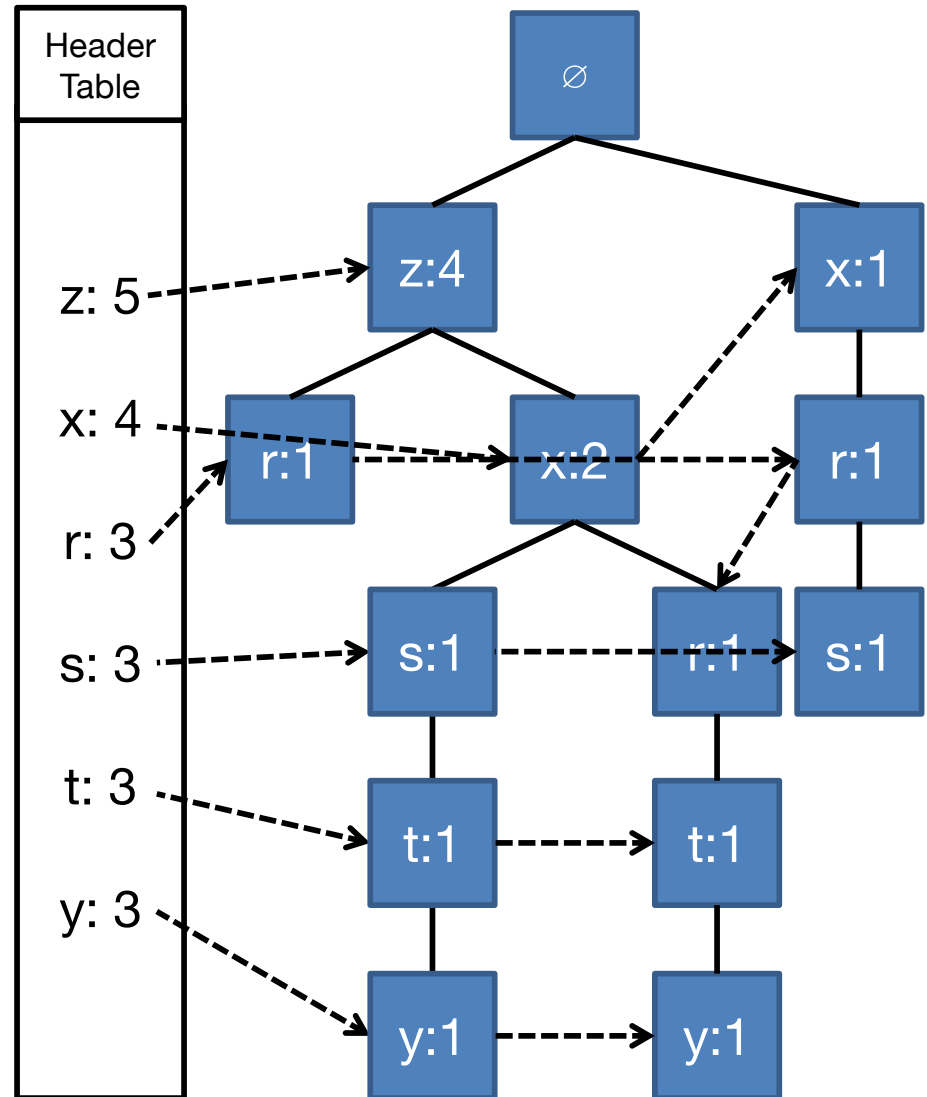 Header
Table
∅
z:4
x:1
z: 5
x: 4
r:1
x:2
r:1
r: 3
s: 3
s:1
r:1
s:1
t: 3
t:1
t:1
y: 3
y:1
y:1